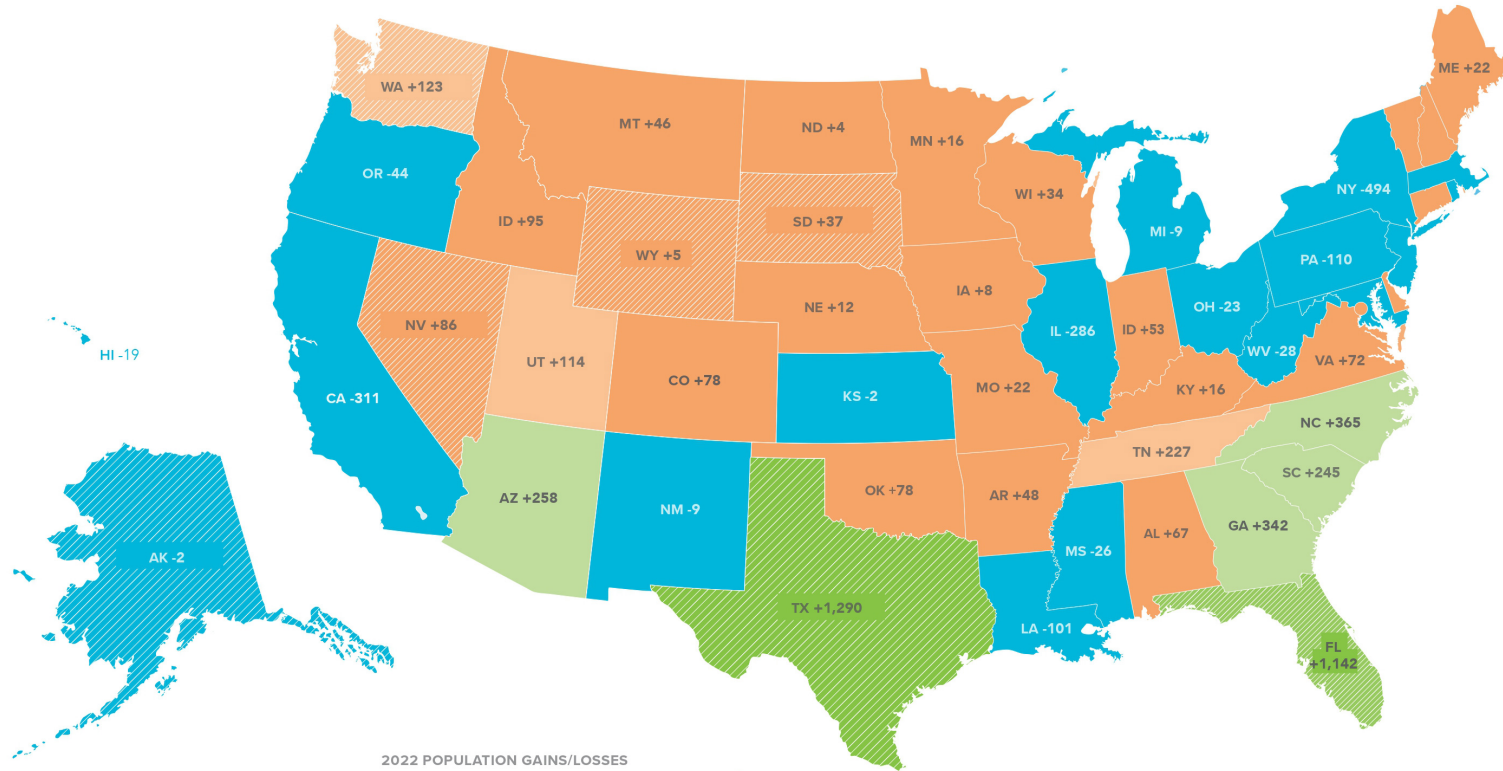 ME +22
WA +123
MT +46
ND +4
MN +16
OR -44
NY -494
WI +34
ID +95
SD +37
MI -9
WY +5
PA -110
IA +8
NE +12
OH -23
NV +86
IL -286
ID +53
HI -19
WV -28
UT +114
VA +72
CO +78
MO +22
KY +16
CA -311
KS -2
NC +365
TN +227
SC +245
AZ +258
OK +78
AR +48
NM -9
GA +342
AL +67
MS -26
AK -2
TX +1,290
LA -101
FL
+1,142
2022 POPULATION GAINS/LOSSES